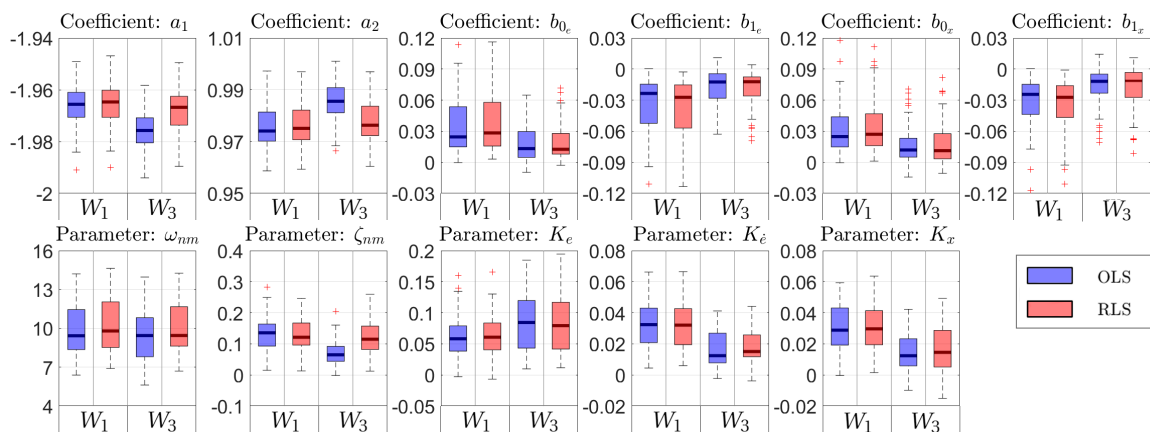 Coefficient: a₁ Coefficient: a₂ Coefficient: b₀ₑ Coefficient: b₁ₑ Coefficient: b₀ₓ Coefficient: b₁ₓ
-1.94 1.01 0.12 0.03 0.12 0.03
-1.96 0.99 0.09 0 0.09 0
0.06 -0.03 0.06 -0.03
-1.98 0.97 0.03 -0.06 0.03 -0.06
0 -0.09 0 -0.09
-2 0.95 -0.03 -0.12 -0.03 -0.12
W₁ W₃ W₁ W₃ W₁ W₃ W₁ W₃ W₁ W₃ W₁ W₃
Parameter: ωₙₘ Parameter: ζₙₘ Parameter: Kₑ Parameter: K_ė Parameter: Kₓ
16 0.4 0.2 0.08 0.08
13 0.3 0.15 0.06 0.06
10 0.2 0.1 0.04 0.04
0.1 0.05 0.02 0.02
7 0 0 0 0
4 -0.1 -0.05 -0.02 -0.02
W₁ W₃ W₁ W₃ W₁ W₃ W₁ W₃ W₁ W₃
OLS
RLS